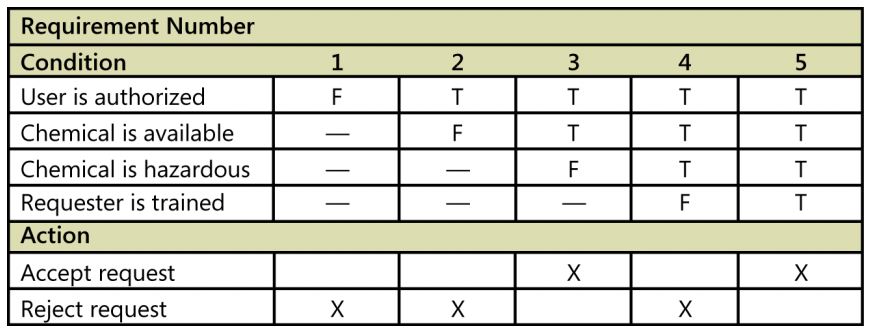 Requirement Number
Condition 1 2 3 4 5
User is authorized F T T T T
Chemical is available — F T T T
Chemical is hazardous — — F T T
Requester is trained — — — F T
Action
Accept request X X
Reject request X X X